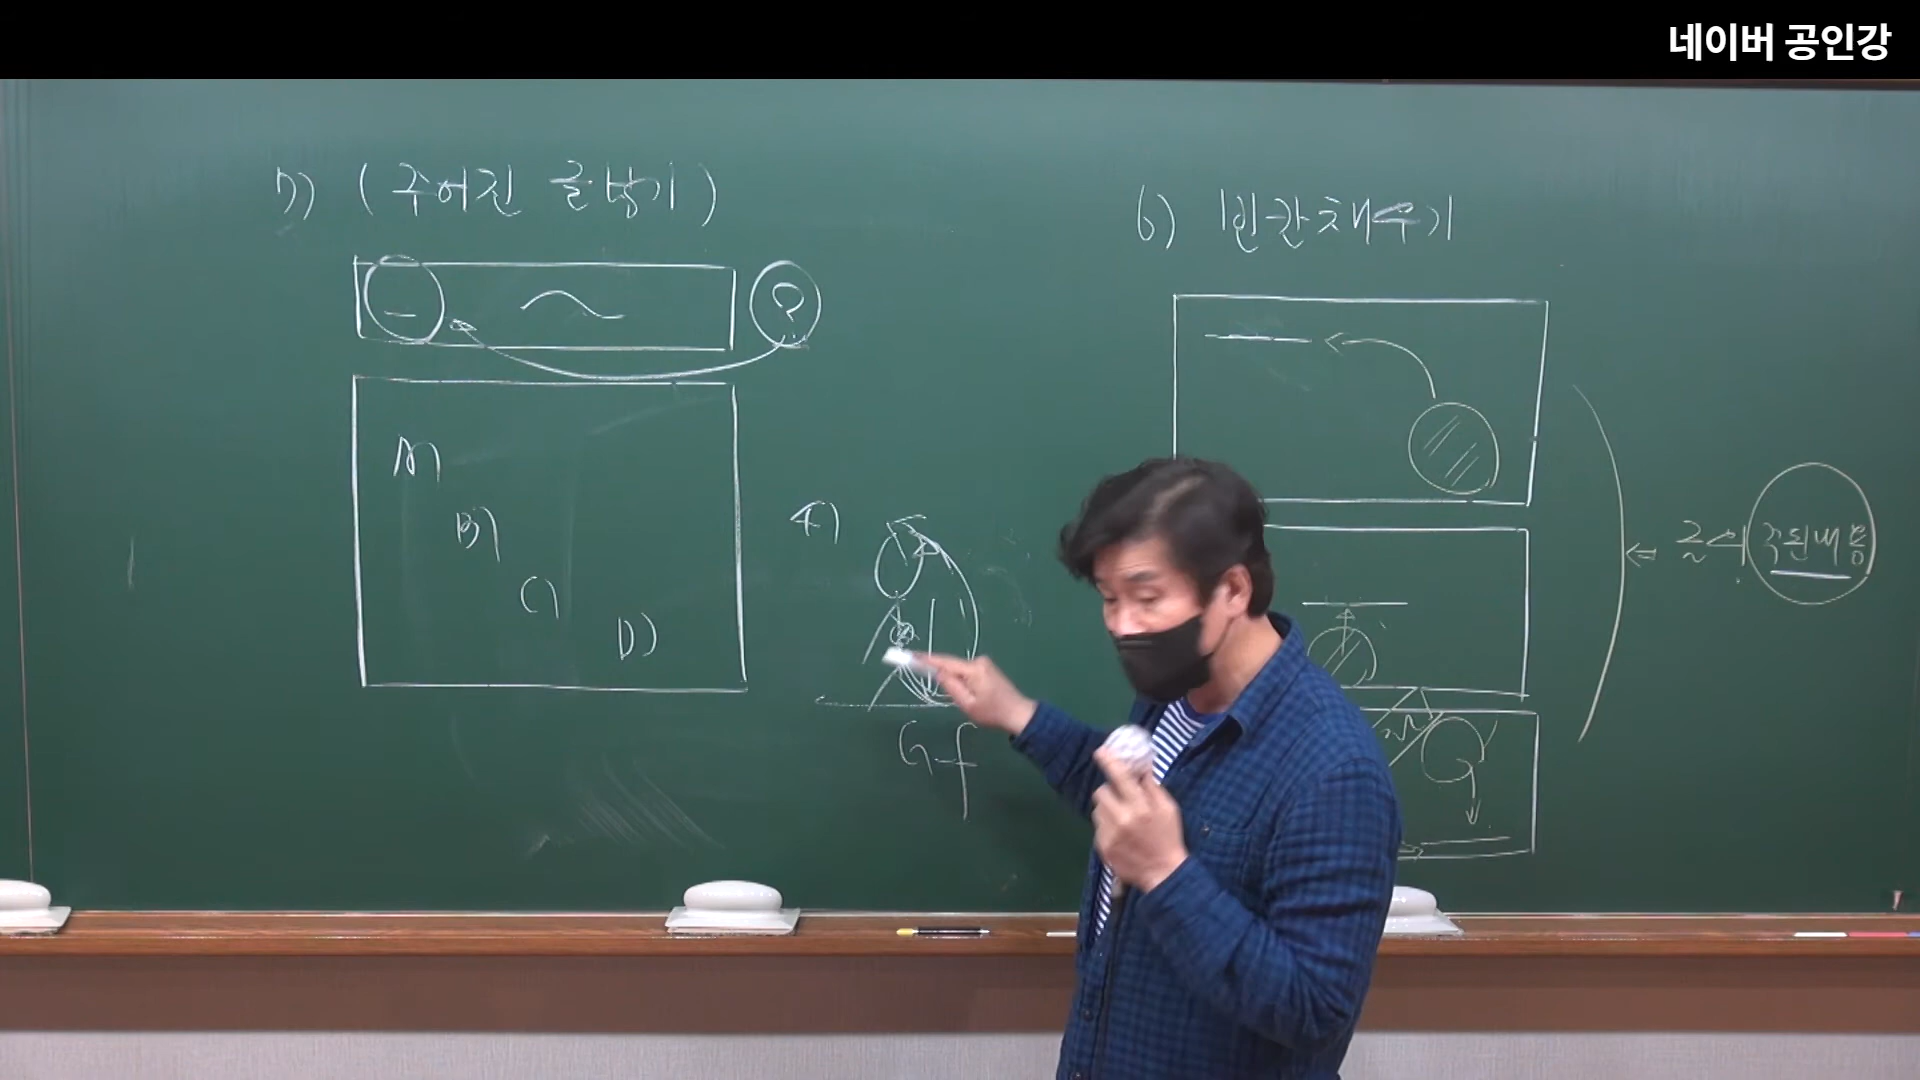 네이버 공인강
7) (주어진 글 넣기)
?
A)
B)
C)
D)
G.f
6) 빈칸채우기
글의 주된내용